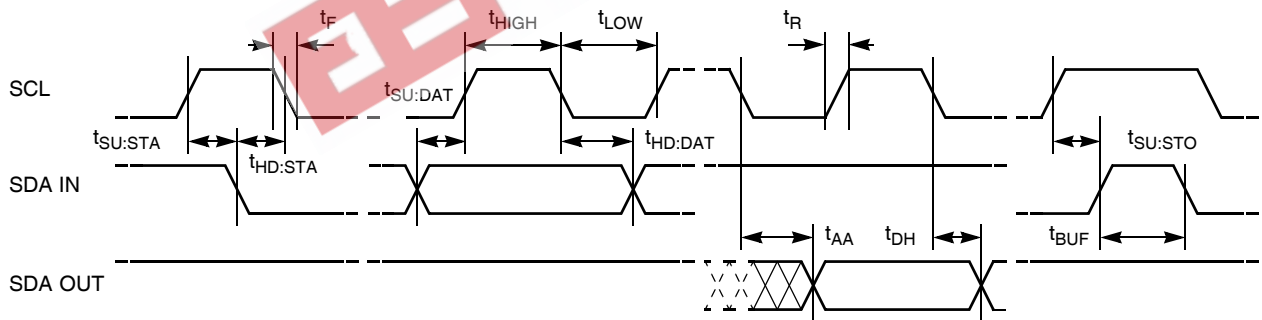 tF
tHIGH
tLOW
tR
SCL
tSU:DAT
tSU:STA
tHD:STA
tHD:DAT
tSU:STO
SDA IN
tAA
tDH
tBUF
SDA OUT